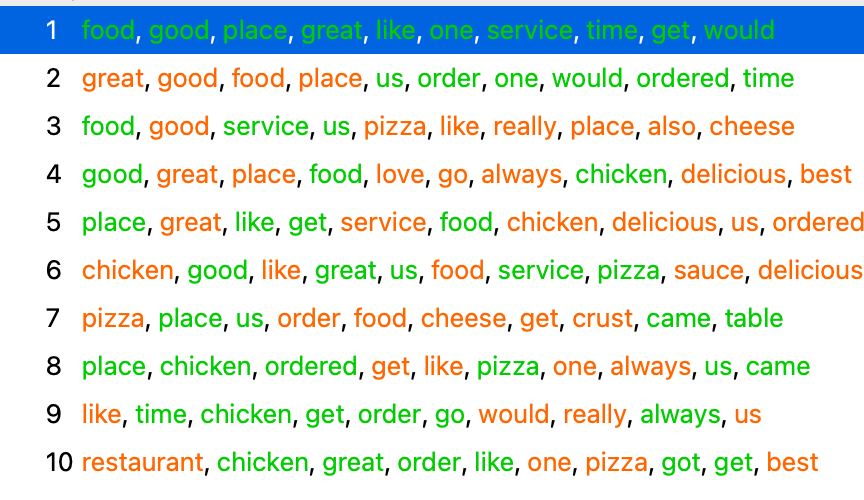 1 food, good, place, great, like, one, service, time, get, would
2 great, good, food, place, us, order, one, would, ordered, time
3 food, good, service, us, pizza, like, really, place, also, cheese
4 good, great, place, food, love, go, always, chicken, delicious, best
5 place, great, like, get, service, food, chicken, delicious, us, ordered
6 chicken, good, like, great, us, food, service, pizza, sauce, delicious
7 pizza, place, us, order, food, cheese, get, crust, came, table
8 place, chicken, ordered, get, like, pizza, one, always, us, came
9 like, time, chicken, get, order, go, would, really, always, us
10 restaurant, chicken, great, order, like, one, pizza, got, get, best